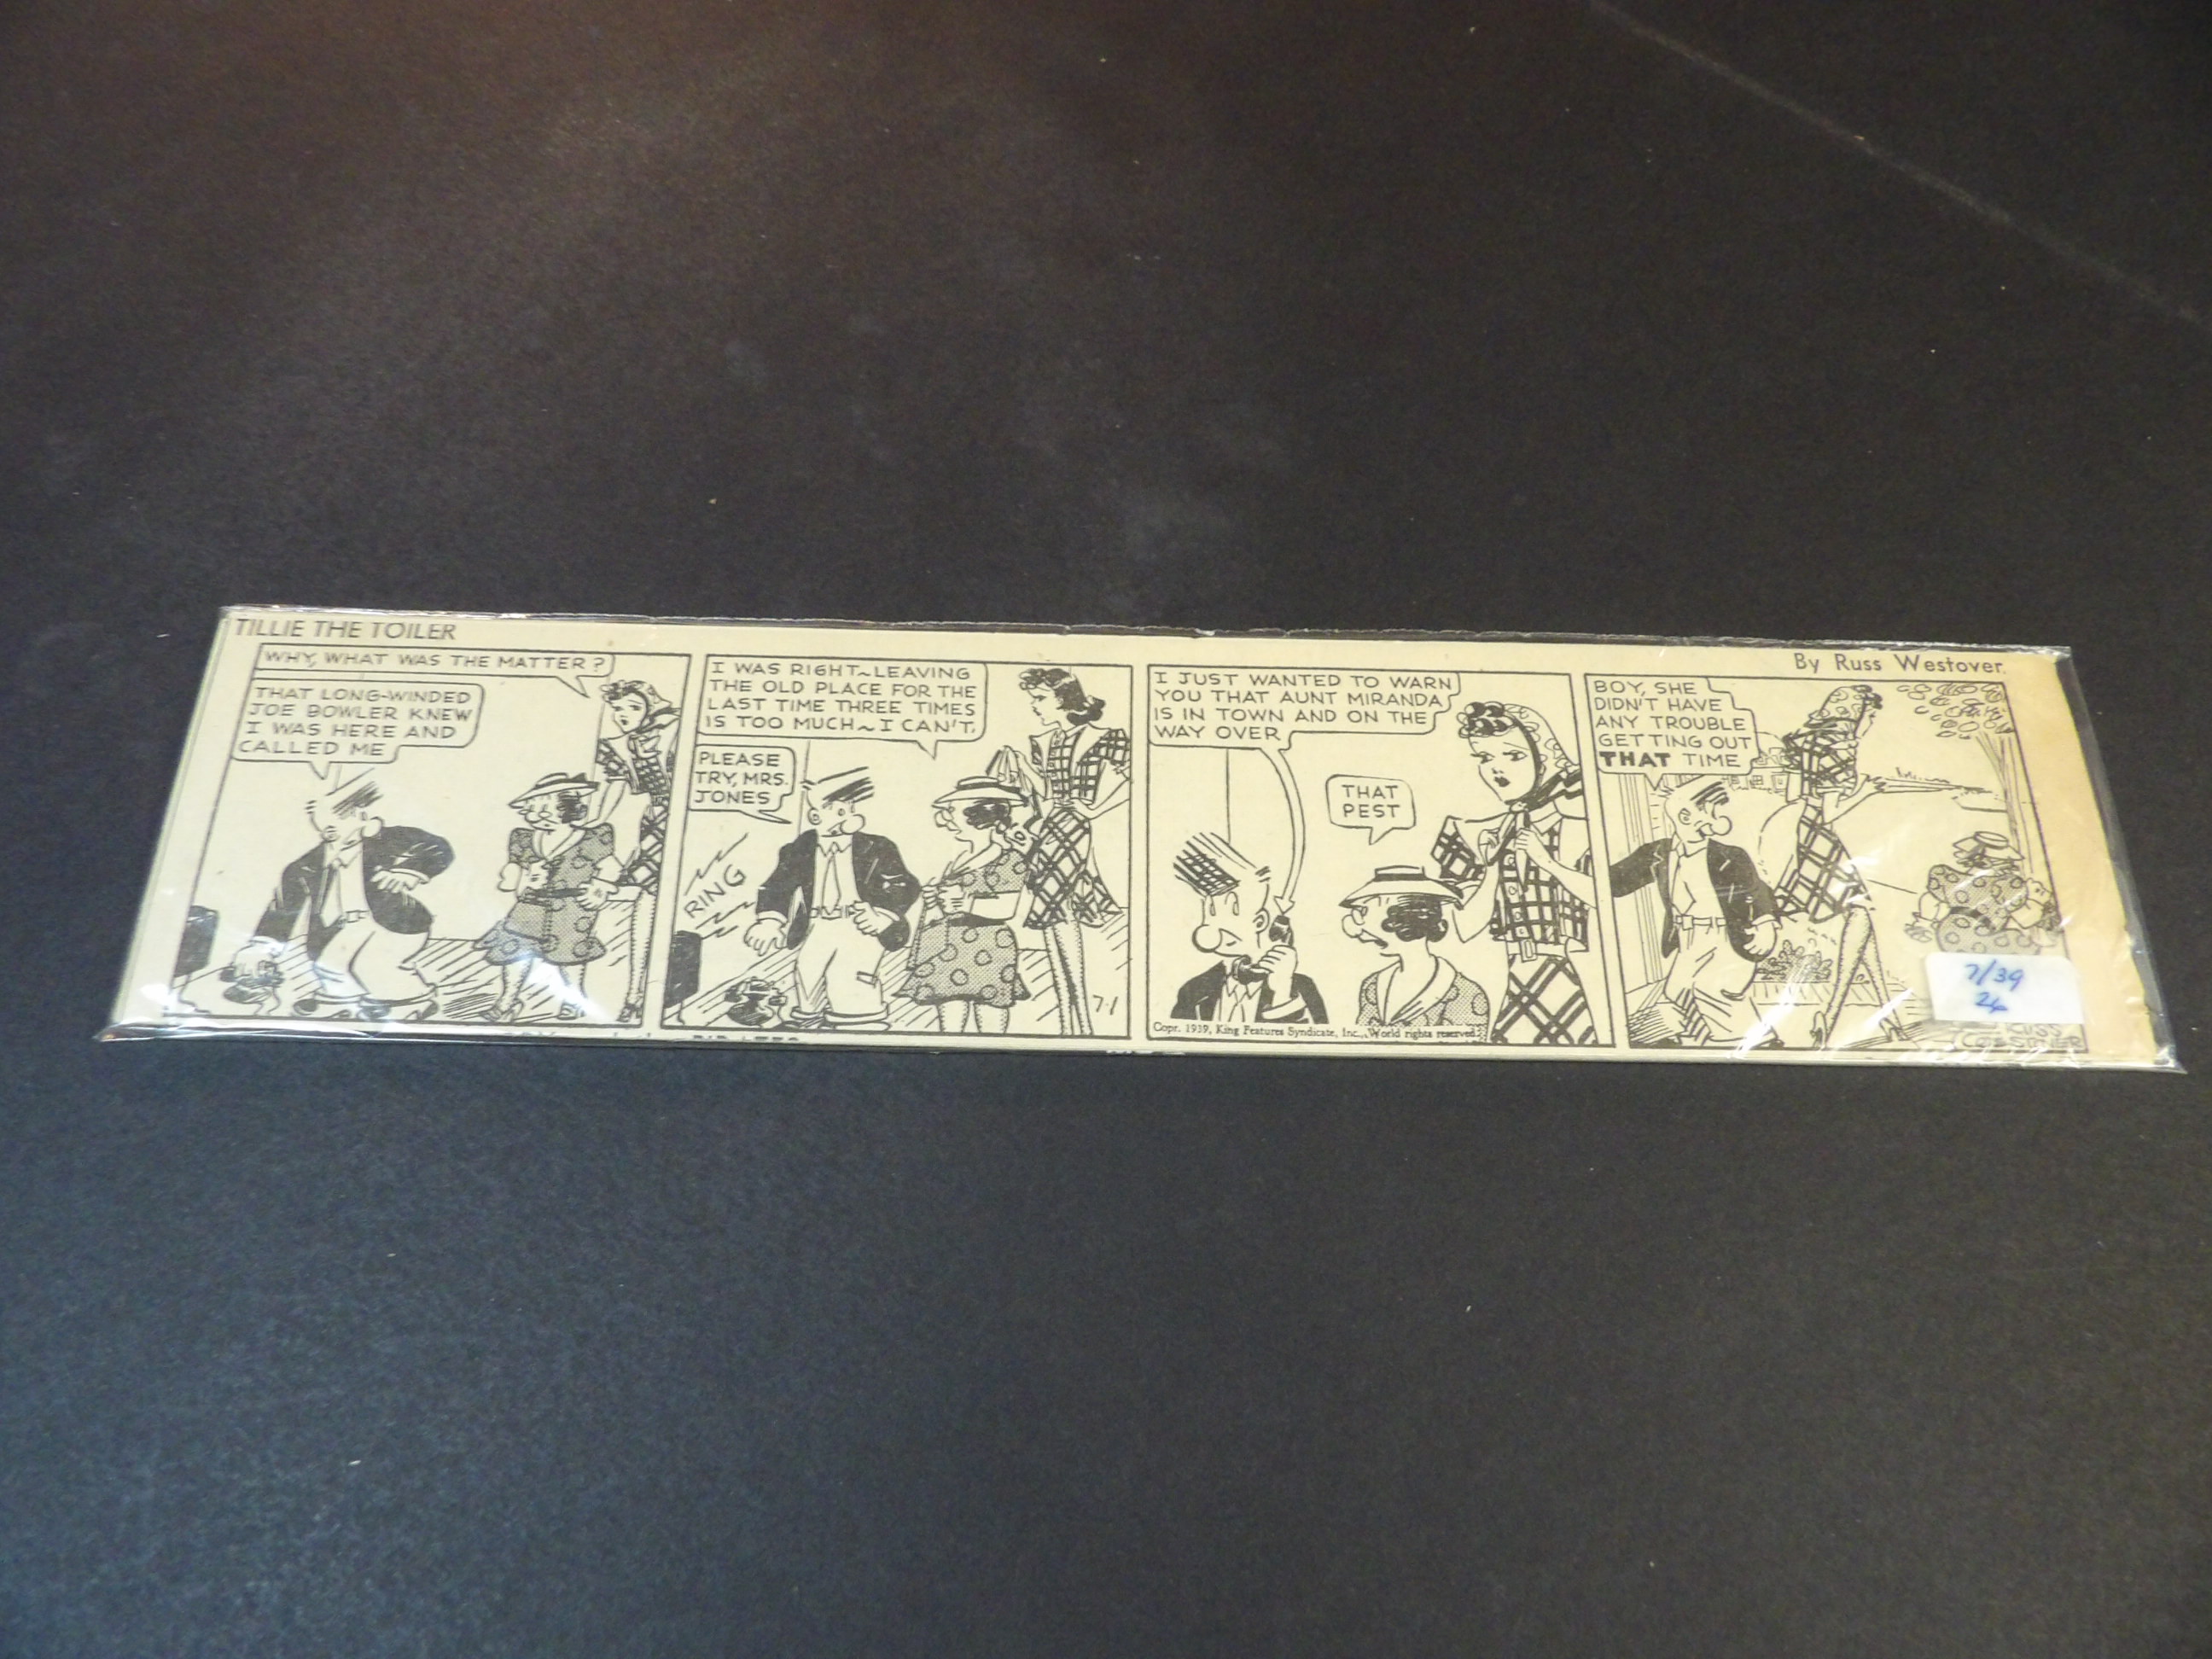 TILLIE THE TOILER
By Russ Westover.
WHY, WHAT WAS THE MATTER?
THAT LONG-WINDED
JOE BOWLER KNEW
I WAS HERE AND
CALLED ME
I WAS RIGHT~LEAVING
THE OLD PLACE FOR THE
LAST TIME THREE TIMES
IS TOO MUCH~I CAN'T.
PLEASE
TRY, MRS.
JONES
RING
7-1
I JUST WANTED TO WARN
YOU THAT AUNT MIRANDA
IS IN TOWN AND ON THE
WAY OVER
THAT
PEST
Copr. 1939, King Features Syndicate, Inc., World rights reserved.
BOY, SHE
DIDN'T HAVE
ANY TROUBLE
GETTING OUT
THAT TIME
7/39
24